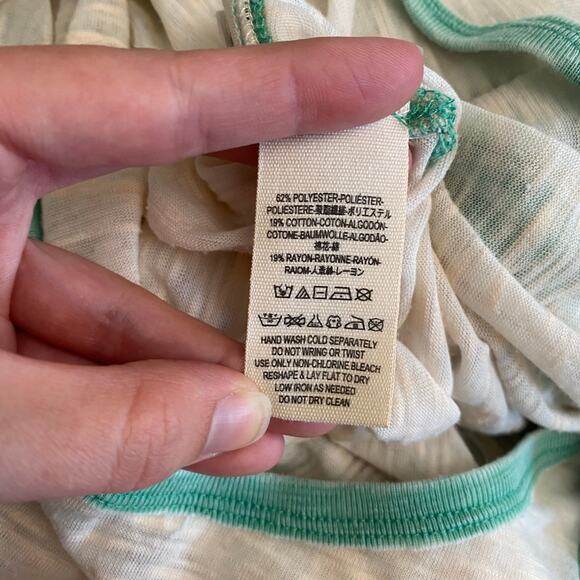 62% POLYESTER-POLIÉSTER-
POLIESTERE-聚酯纖維-ポリエステル
19% COTTON-COTON-ALGODÓN-
COTONE-BAUMWOLLE-ALGODÃO-
棉花-綿
19% RAYON-RAYONNE-RAYON-
RAIOM-人造絲-レーヨン
HAND WASH COLD SEPARATELY
DO NOT WRING OR TWIST
USE ONLY NON-CHLORINE BLEACH
RESHAPE & LAY FLAT TO DRY
LOW IRON AS NEEDED
DO NOT DRY CLEAN